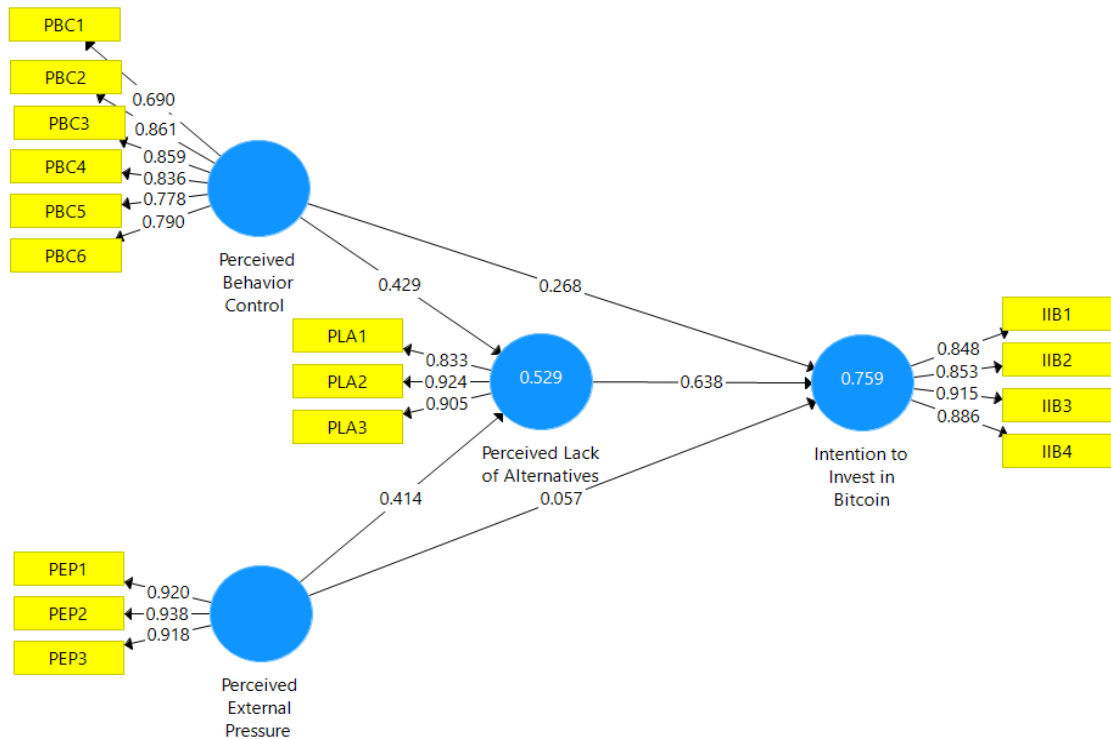 PBC1
PBC2
PBC3
PBC4
PBC5
PBC6
0.690
0.861
0.859
0.836
0.778
0.790
Perceived
Behavior
Control
0.429
0.268
PLA1
PLA2
PLA3
0.833
0.924
0.905
0.529
Perceived Lack
of Alternatives
0.638
0.759
Intention to
Invest in
Bitcoin
0.848
0.853
0.915
0.886
IIB1
IIB2
IIB3
IIB4
0.414
0.057
PEP1
PEP2
PEP3
0.920
0.938
0.918
Perceived
External
Pressure